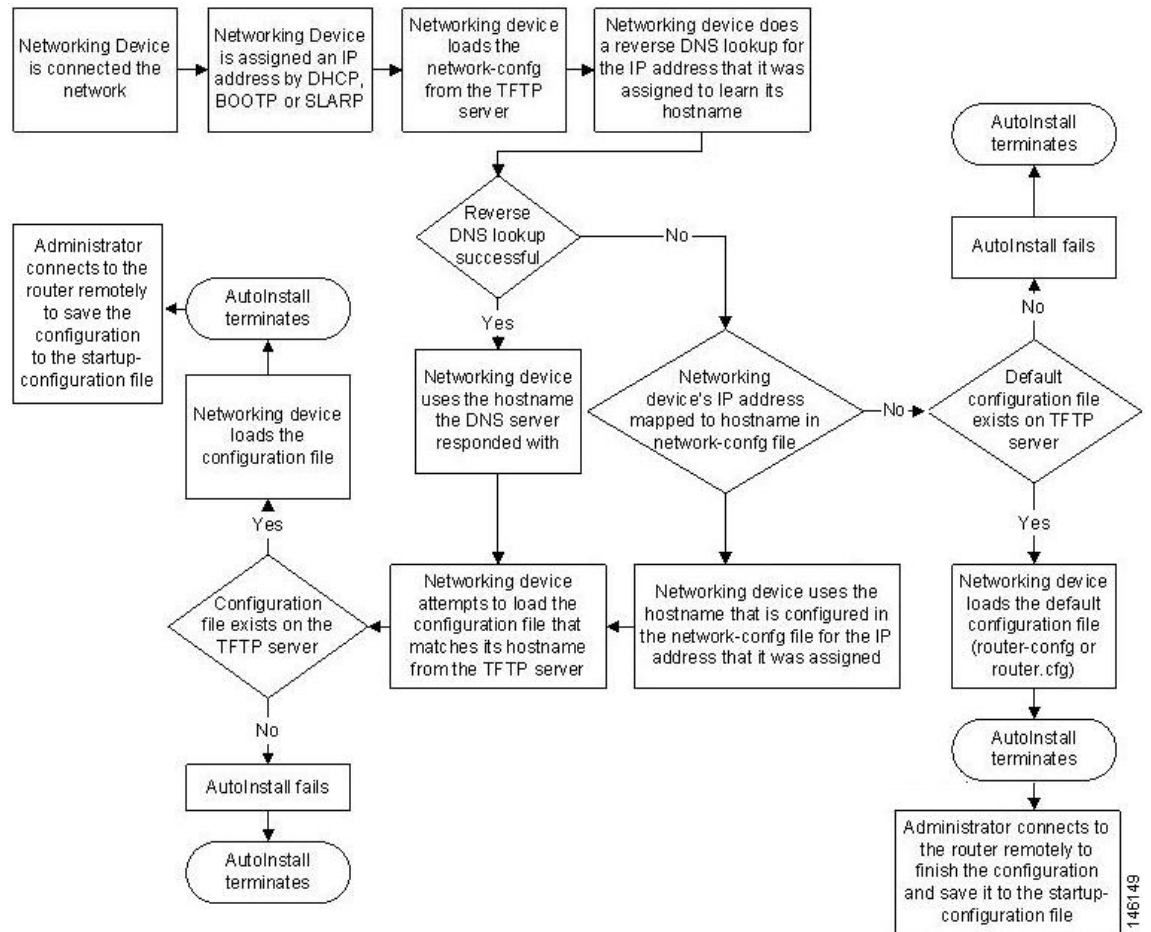 Networking Device
is connected the
network
Networking Device
is assigned an IP
address by DHCP,
BOOTP or SLARP
Networking device
loads the
network-confg
from the TFTP
server
Networking device does
a reverse DNS lookup for
the IP address that it was
assigned to learn its
hostname
AutoInstall
terminates
Reverse
DNS lookup
successful
No
AutoInstall fails
Administrator
connects to the
router remotely
to save the
configuration
to the startup-
configuration file
AutoInstall
terminates
Yes
No
Networking device
loads the
configuration file
Networking device
uses the hostname
the DNS server
responded with
Networking
device's IP address
mapped to hostname in
network-confg file
No
Default
configuration file
exists on TFTP
server
Yes
Yes
Configuration
file exists on the
TFTP server
Networking device
attempts to load the
configuration file that
matches its hostname
from the TFTP server
Networking device uses the
hostname that is configured in
the network-confg file for the IP
address that it was assigned
Networking device
loads the default
configuration file
(router-confg or
router.cfg)
No
AutoInstall fails
AutoInstall
terminates
AutoInstall
terminates
Administrator connects to
the router remotely to
finish the configuration
and save it to the startup-
configuration file
146149